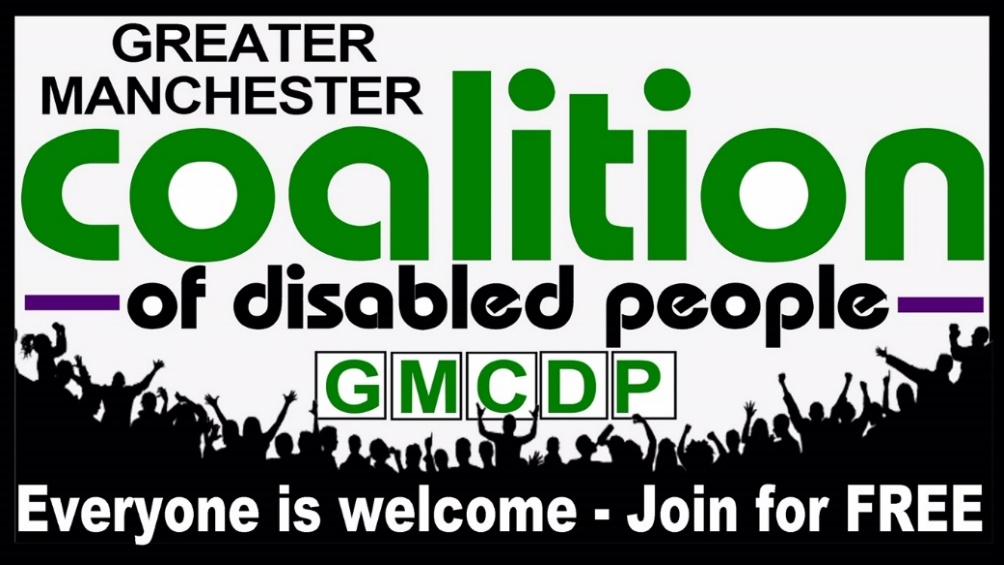 GREATER
MANCHESTER
coalition
of disabled people
GMCDP
Everyone is welcome - Join for FREE